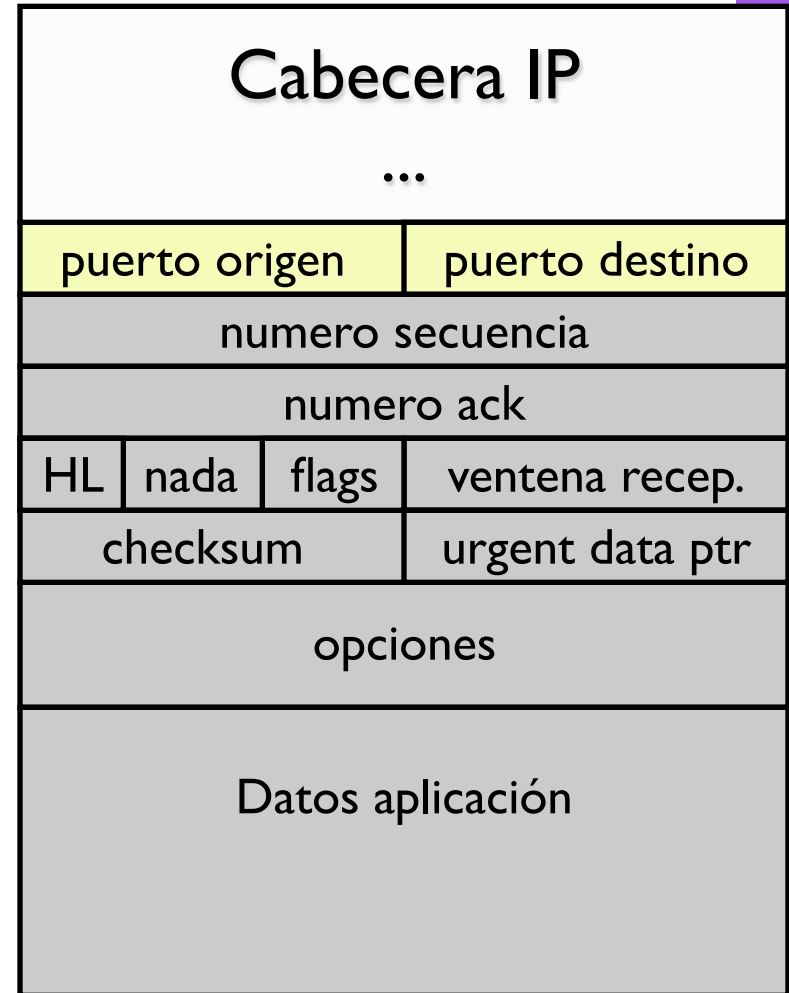 Cabecera IP
...
puerto origen puerto destino
numero secuencia
numero ack
HL nada flags ventena recep.
checksum urgent data ptr
opciones
Datos aplicación